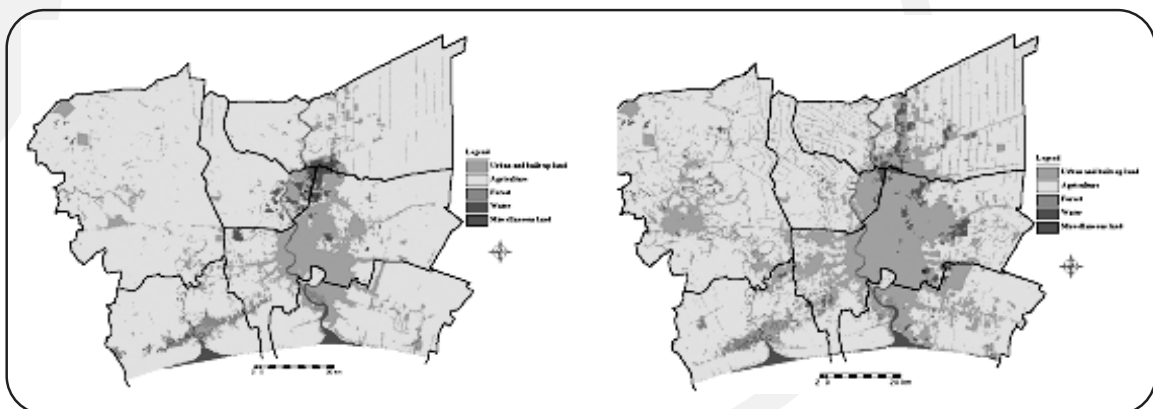 Legend
Urban and built-up land
Agriculture
Forest
Water
Miscellaneous land
Legend
Urban and built-up land
Agriculture
Forest
Water
Miscellaneous land